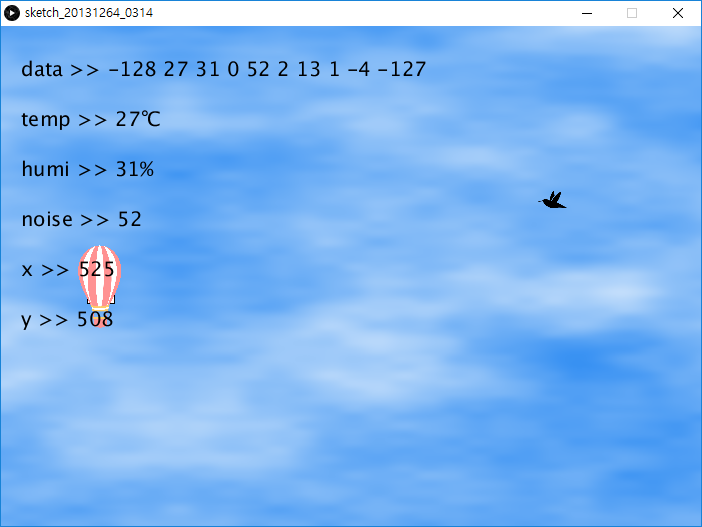 sketch_20131264_0314
data >> -128 27 31 0 52 2 13 1 -4 -127
temp >> 27℃
humi >> 31%
noise >> 52
x >> 525
y >> 508